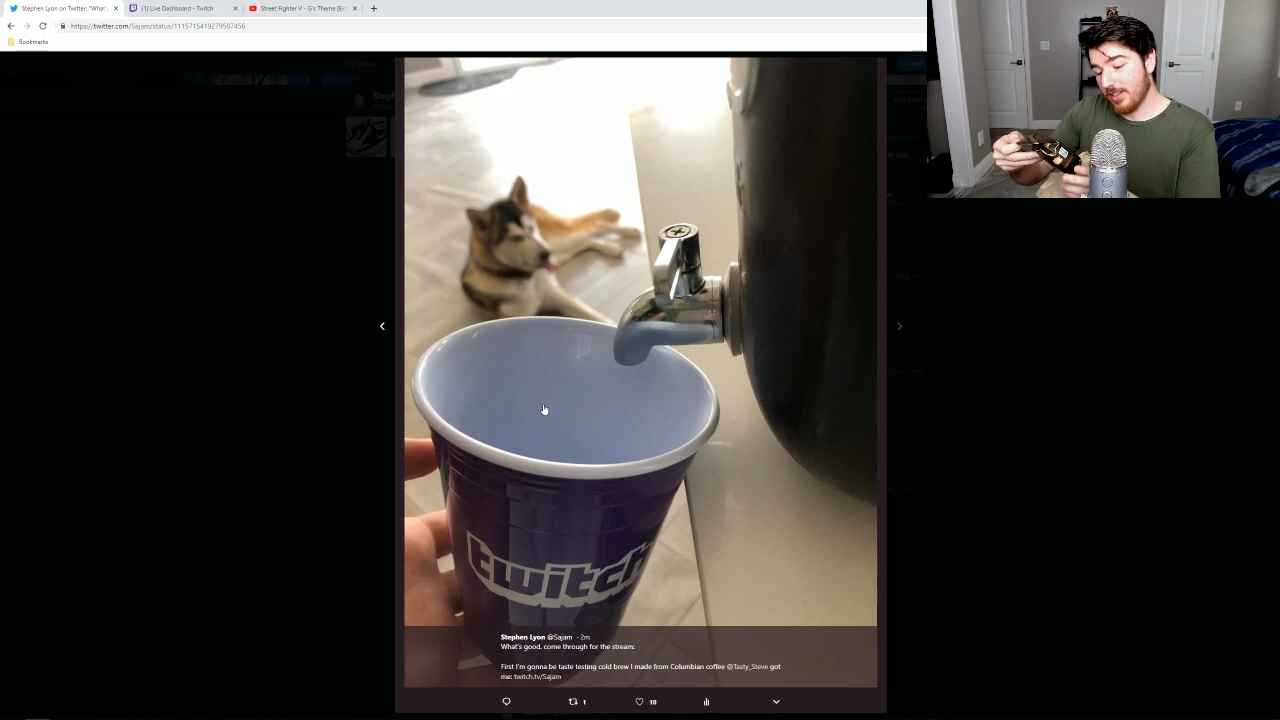 Stephen Lyon on Twitter: "What
(1) Live Dashboard - Twitch
Street Fighter V - G's Theme [Ex
https://twitter.com/Sajam/status/1115715419279507456
Bookmarks
Steph
twitch
Stephen Lyon @Sajam · 2m
What's good, come through for the stream:
First I'm gonna be taste testing cold brew I made from Columbian coffee @Tasty_Steve got
me: twitch.tv/Sajam
1
10